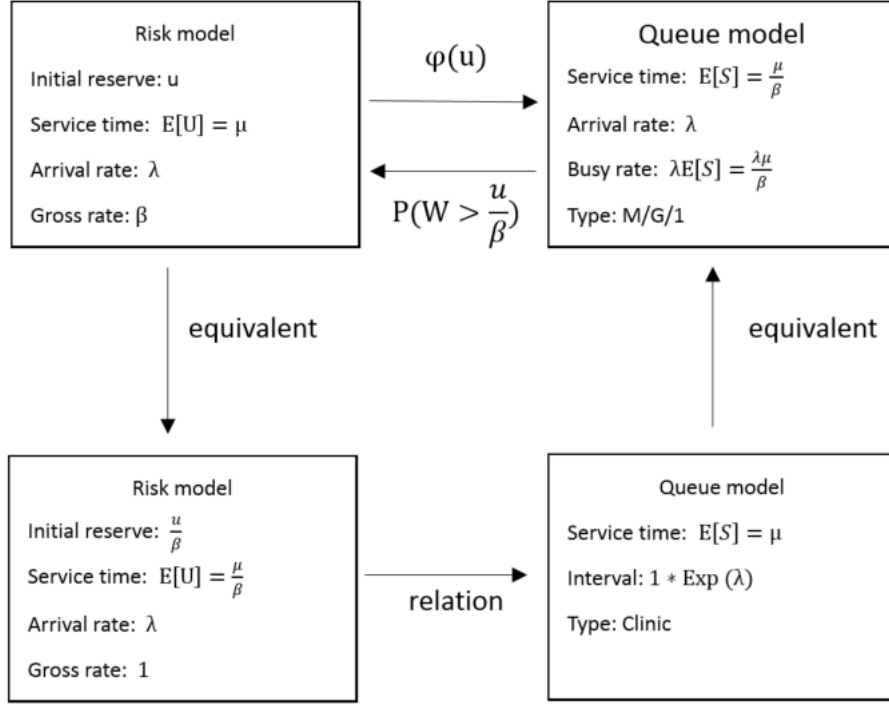 Risk model
Initial reserve: u
Service time: E[U] = μ
Arrival rate: λ
Gross rate: β
φ(u)
P(W > u/β)
Queue model
Service time: E[S] = μ/β
Arrival rate: λ
Busy rate: λE[S] = λμ/β
Type: M/G/1
equivalent
equivalent
Risk model
Initial reserve: u/β
Service time: E[U] = μ/β
Arrival rate: λ
Gross rate: 1
relation
Queue model
Service time: E[S] = μ
Interval: 1 * Exp (λ)
Type: Clinic